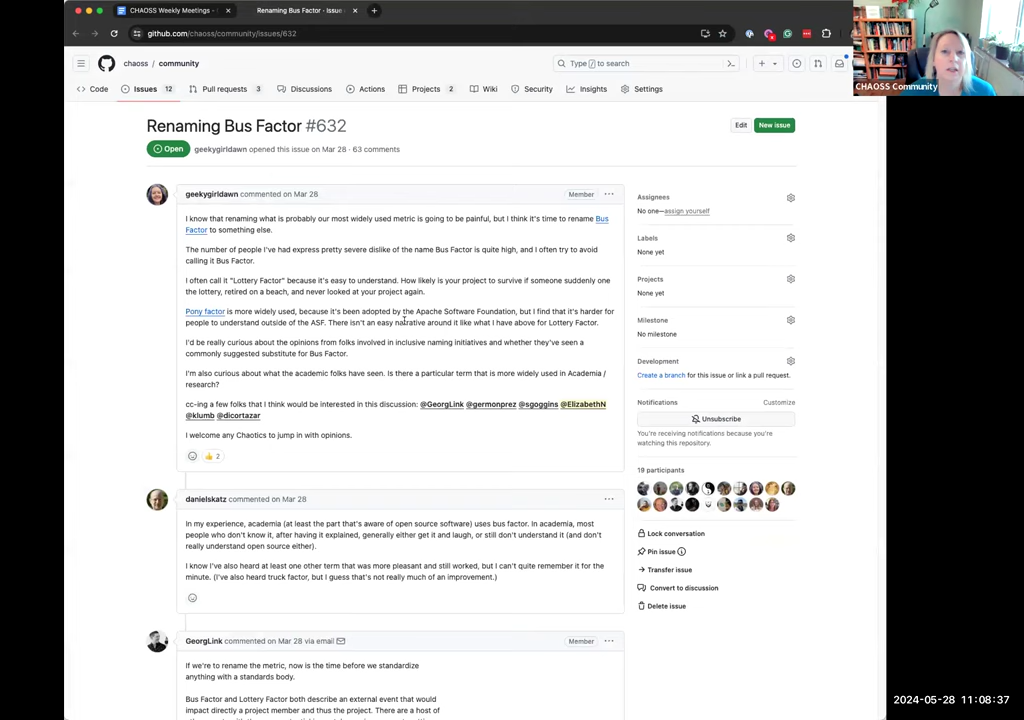 CHAOSS Weekly Meetings -
Renaming Bus Factor · Issue
github.com/chaoss/community/issues/632
chaoss / community
Type / to search
CHAOSS Community
Code
Issues 12
Pull requests 3
Discussions
Actions
Projects 2
Wiki
Security
Insights
Settings
Renaming Bus Factor #632
Edit
New issue
Open
geekygirldawn opened this issue on Mar 28 · 63 comments
geekygirldawn commented on Mar 28
Member
I know that renaming what is probably our most widely used metric is going to be painful, but I think it's time to rename Bus
Factor to something else.
The number of people I've had express pretty severe dislike of the name Bus Factor is quite high, and I often try to avoid
calling it Bus Factor.
I often call it "Lottery Factor" because it's easy to understand. How likely is your project to survive if someone suddenly one
the lottery, retired on a beach, and never looked at your project again.
Pony factor is more widely used, because it's been adopted by the Apache Software Foundation, but I find that it's harder for
people to understand outside of the ASF. There isn't an easy narrative around it like what I have above for Lottery Factor.
I'd be really curious about the opinions from folks involved in inclusive naming initiatives and whether they've seen a
commonly suggested substitute for Bus Factor.
I'm also curious about what the academic folks have seen. Is there a particular term that is more widely used in Academia /
research?
cc-ing a few folks that I think would be interested in this discussion: @GeorgLink @germonprez @sgoggins @ElizabethN
@klumb @dicortazar
I welcome any Chaotics to jump in with opinions.
2
danielskatz commented on Mar 28
In my experience, academia (at least the part that's aware of open source software) uses bus factor. In academia, most
people who don't know it, after having it explained, generally either get it and laugh, or still don't understand it (and don't
really understand open source either).
I know I've also heard at least one other term that was more pleasant and still worked, but I can't quite remember it for the
minute. (I've also heard truck factor, but I guess that's not really much of an improvement.)
GeorgLink commented on Mar 28 via email
Member
If we're to rename the metric, now is the time before we standardize
anything with a standards body.
Bus Factor and Lottery Factor both describe an external event that would
impact directly a project member and thus the project. There are a host of
Assignees
No one—assign yourself
Labels
None yet
Projects
None yet
Milestone
No milestone
Development
Create a branch for this issue or link a pull request.
Notifications
Customize
Unsubscribe
You're receiving notifications because you're
watching this repository.
19 participants
Lock conversation
Pin issue
Transfer issue
Convert to discussion
Delete issue
2024-05-28 11:08:37